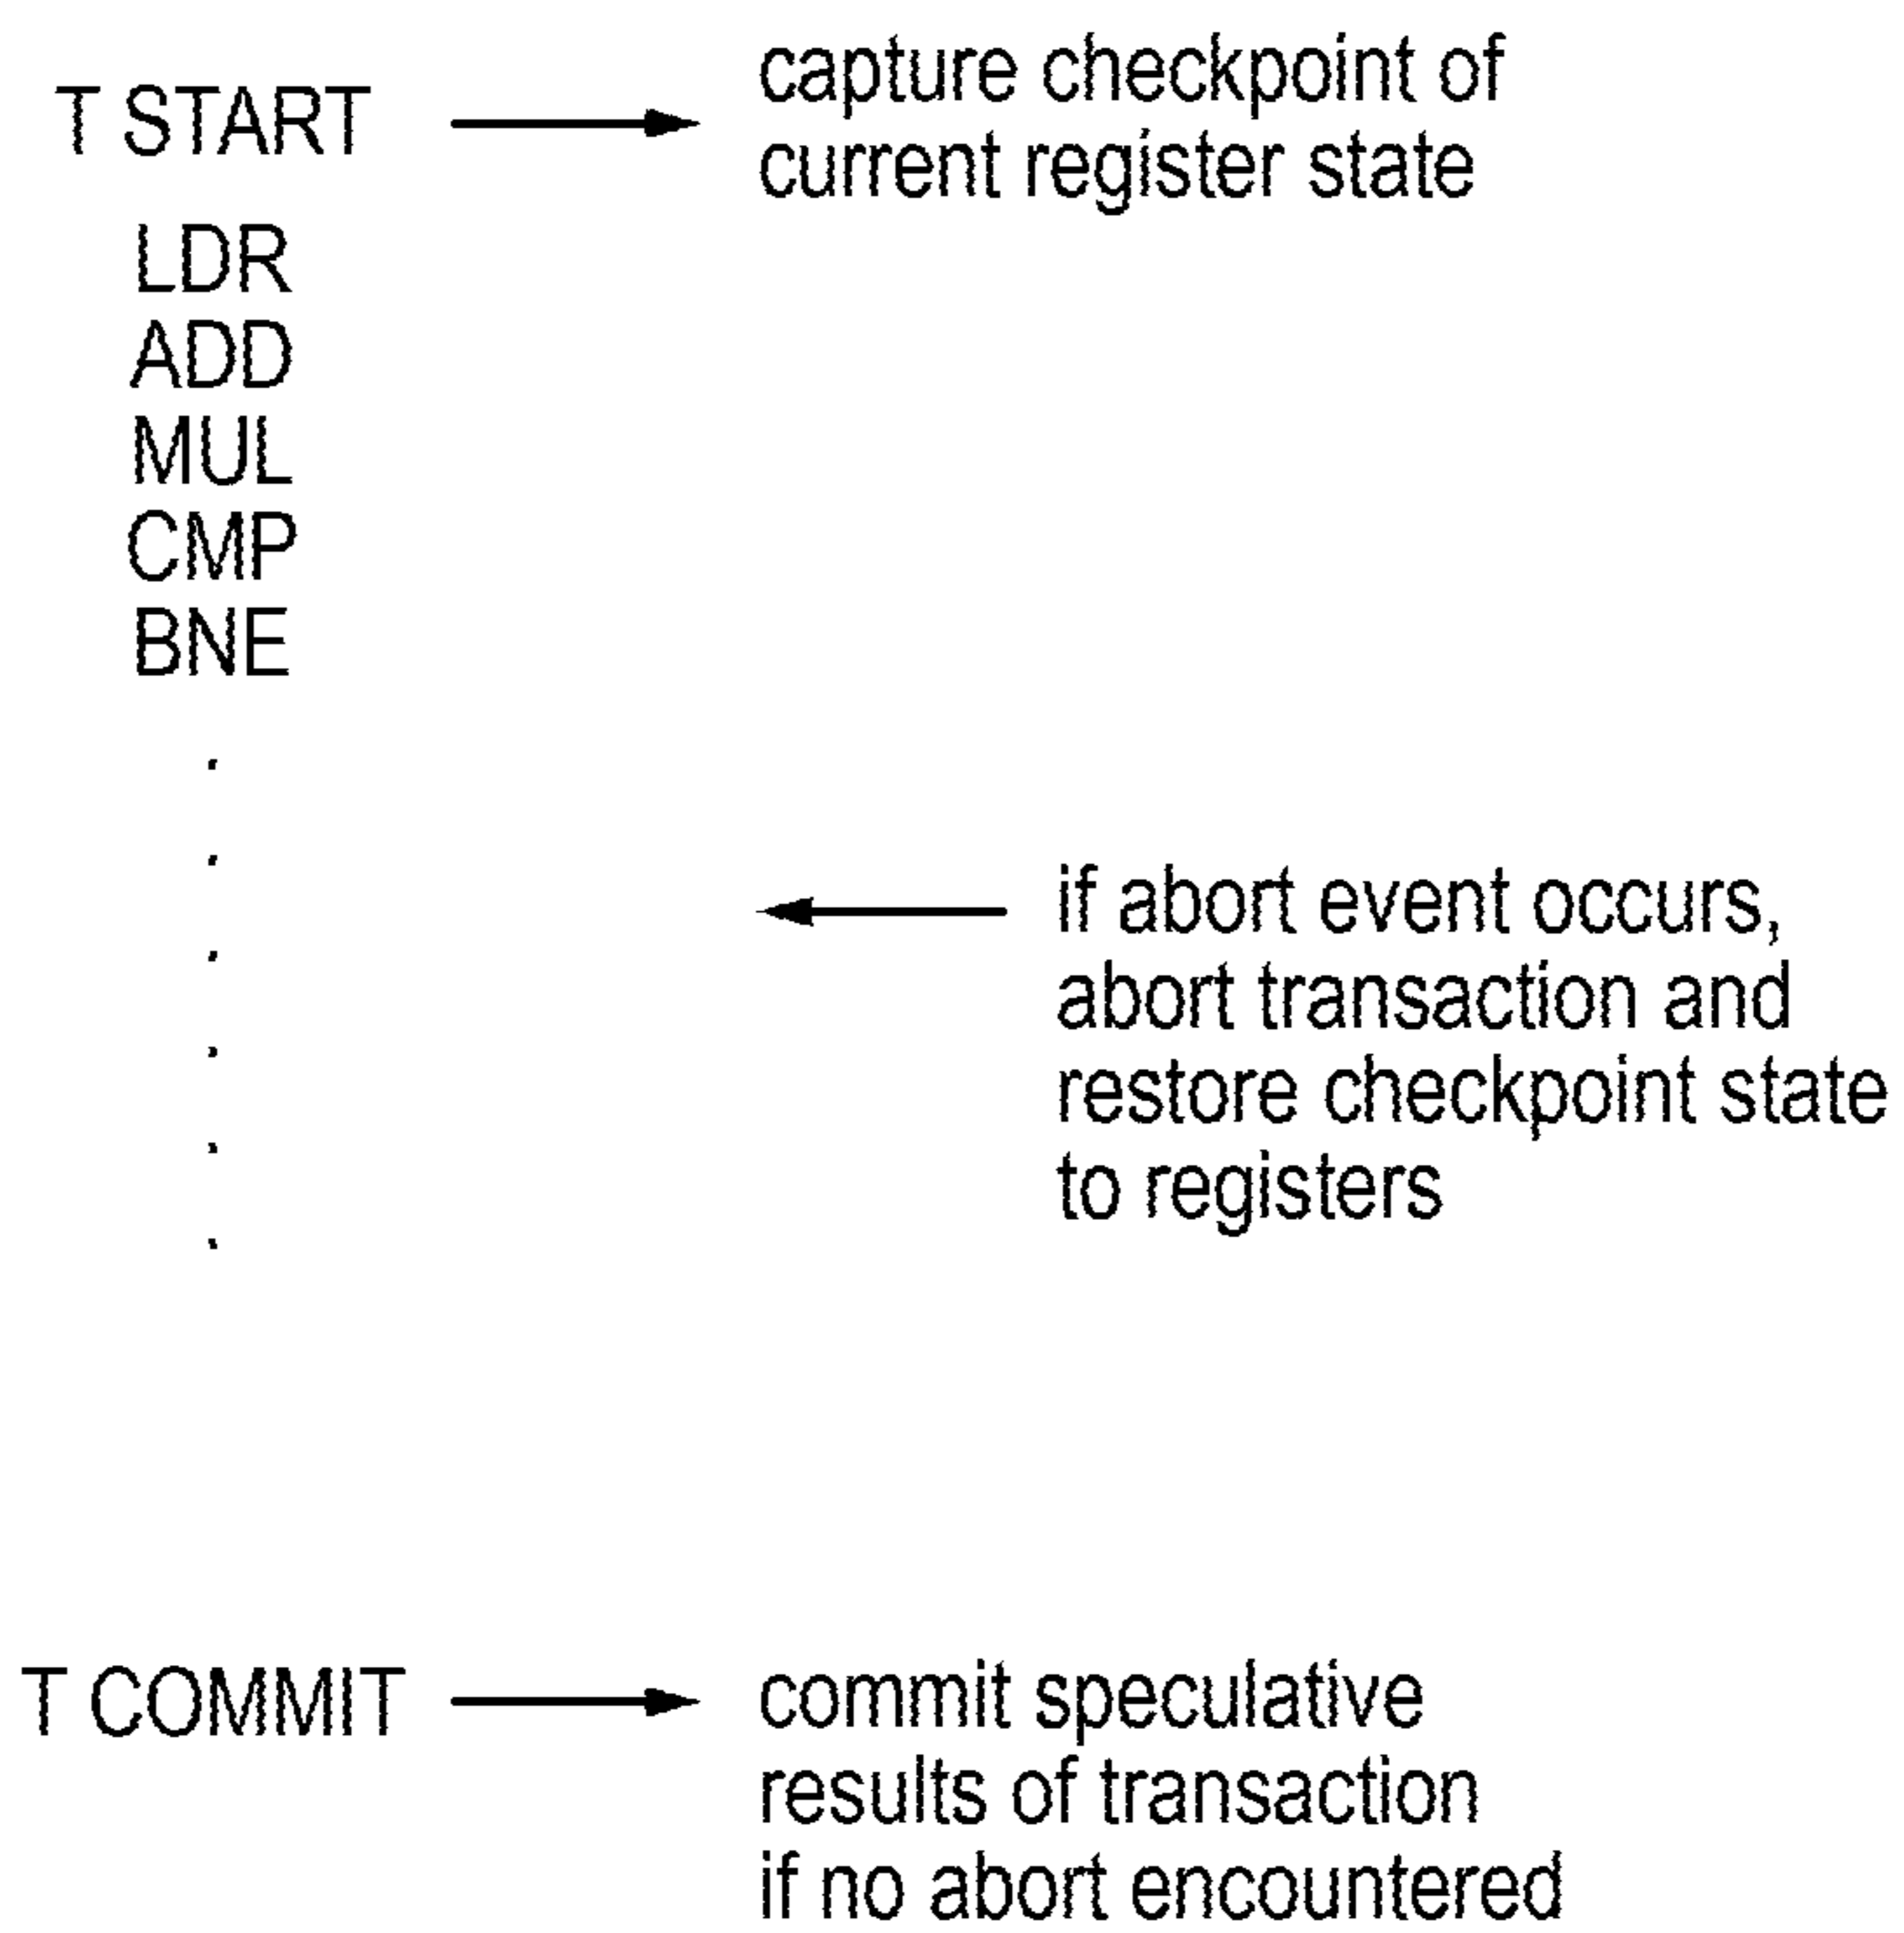 T START
capture checkpoint of
current register state
LDR
ADD
MUL
CMP
BNE
.
.
.
.
.
.
if abort event occurs,
abort transaction and
restore checkpoint state
to registers
T COMMIT
commit speculative
results of transaction
if no abort encountered